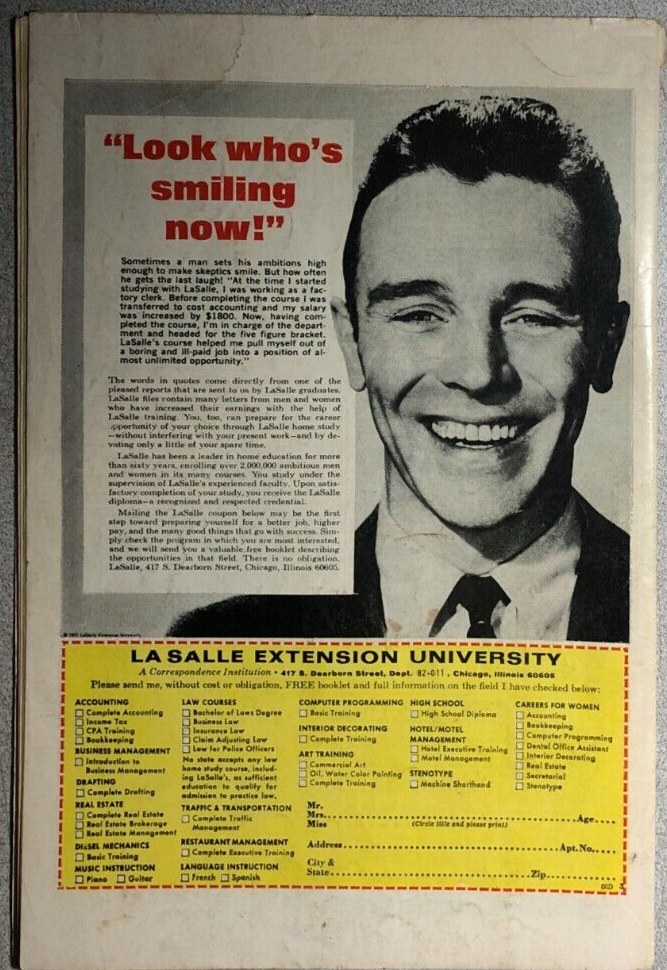 “Look who’s
smiling
now!”
Sometimes a man sets his ambitions high
enough to make skeptics smile. But how often
he gets the last laugh! “At the time I started
studying with LaSalle, I was working as a fac-
tory clerk. Before completing the course I was
transferred to cost accounting and my salary
was increased by $1800. Now, having com-
pleted the course, I’m in charge of the depart-
ment and headed for the five figure bracket.
LaSalle’s course helped me pull myself out of
a boring and ill-paid job into a position of al-
most unlimited opportunity.”
The words in quotes come directly from one of the
pleased reports that are sent to us by LaSalle graduates.
LaSalle files contain many letters from men and women
who have increased their earnings with the help of
LaSalle training. You, too, can prepare for the career
opportunity of your choice through LaSalle home study
—without interfering with your present work—and by de-
voting only a little of your spare time.
LaSalle has been a leader in home education for more
than sixty years, enrolling over 2,000,000 ambitious men
and women in its many courses. You study under the
supervision of LaSalle’s experienced faculty. Upon satis-
factory completion of your study, you receive the LaSalle
diploma—a recognized and respected credential.
Mailing the LaSalle coupon below may be the first
step toward preparing yourself for a better job, higher
pay, and the many good things that go with success. Sim-
ply check the program in which you are most interested,
and we will send you a valuable free booklet describing
the opportunities in that field. There is no obligation.
LaSalle, 417 S. Dearborn Street, Chicago, Illinois 60605.
LaSalle Extension University
LA SALLE EXTENSION UNIVERSITY
A Correspondence Institution • 417 S. Dearborn Street, Dept. 82-011, Chicago, Illinois 60605
Please send me, without cost or obligation, FREE booklet and full information on the field I have checked below:
ACCOUNTING
Complete Accounting
Income Tax
CPA Training
Bookkeeping
BUSINESS MANAGEMENT
Introduction to
Business Management
DRAFTING
Complete Drafting
REAL ESTATE
Complete Real Estate
Real Estate Brokerage
Real Estate Management
DIESEL MECHANICS
Basic Training
MUSIC INSTRUCTION
Piano Guitar
LAW COURSES
Bachelor of Laws Degree
Business Law
Insurance Law
Claim Adjusting Law
Law for Police Officers
No state accepts any law
home study course, includ-
ing LaSalle’s, as sufficient
education to qualify for
admission to practice law.
TRAFFIC & TRANSPORTATION
Complete Traffic
Management
RESTAURANT MANAGEMENT
Complete Executive Training
LANGUAGE INSTRUCTION
French Spanish
COMPUTER PROGRAMMING
Basic Training
INTERIOR DECORATING
Complete Training
ART TRAINING
Commercial Art
Oil, Water Color Painting
Complete Training
HIGH SCHOOL
High School Diploma
HOTEL/MOTEL
MANAGEMENT
Hotel Executive Training
Motel Management
STENOTYPE
Machine Shorthand
CAREERS FOR WOMEN
Accounting
Bookkeeping
Computer Programming
Dental Office Assistant
Interior Decorating
Real Estate
Secretarial
Stenotype
Mr.
Mrs. Age
Miss (Circle title and please print)
Address Apt.No.
City &
State Zip